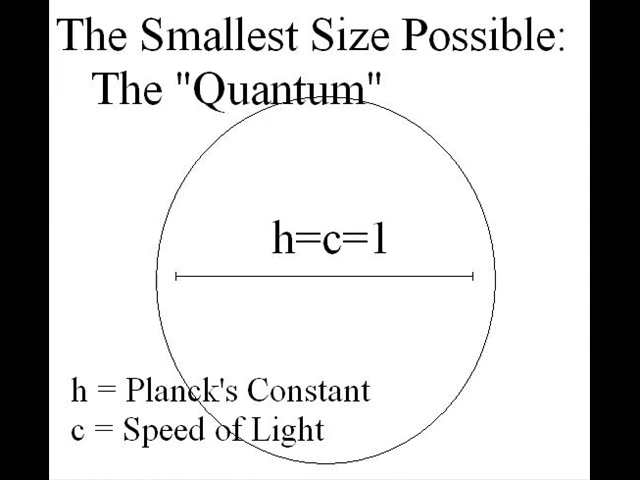 The Smallest Size Possible:
The "Quantum"
h=c=1
h = Planck's Constant
c = Speed of Light